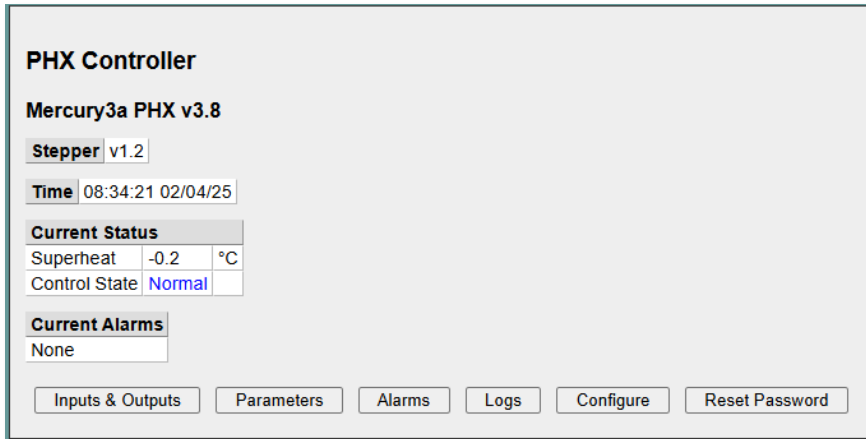 PHX Controller
Mercury3a PHX v3.8
Stepper v1.2
Time 08:34:21 02/04/25
Current Status
Superheat -0.2 °C
Control State Normal
Current Alarms
None
Inputs & Outputs Parameters Alarms Logs Configure Reset Password